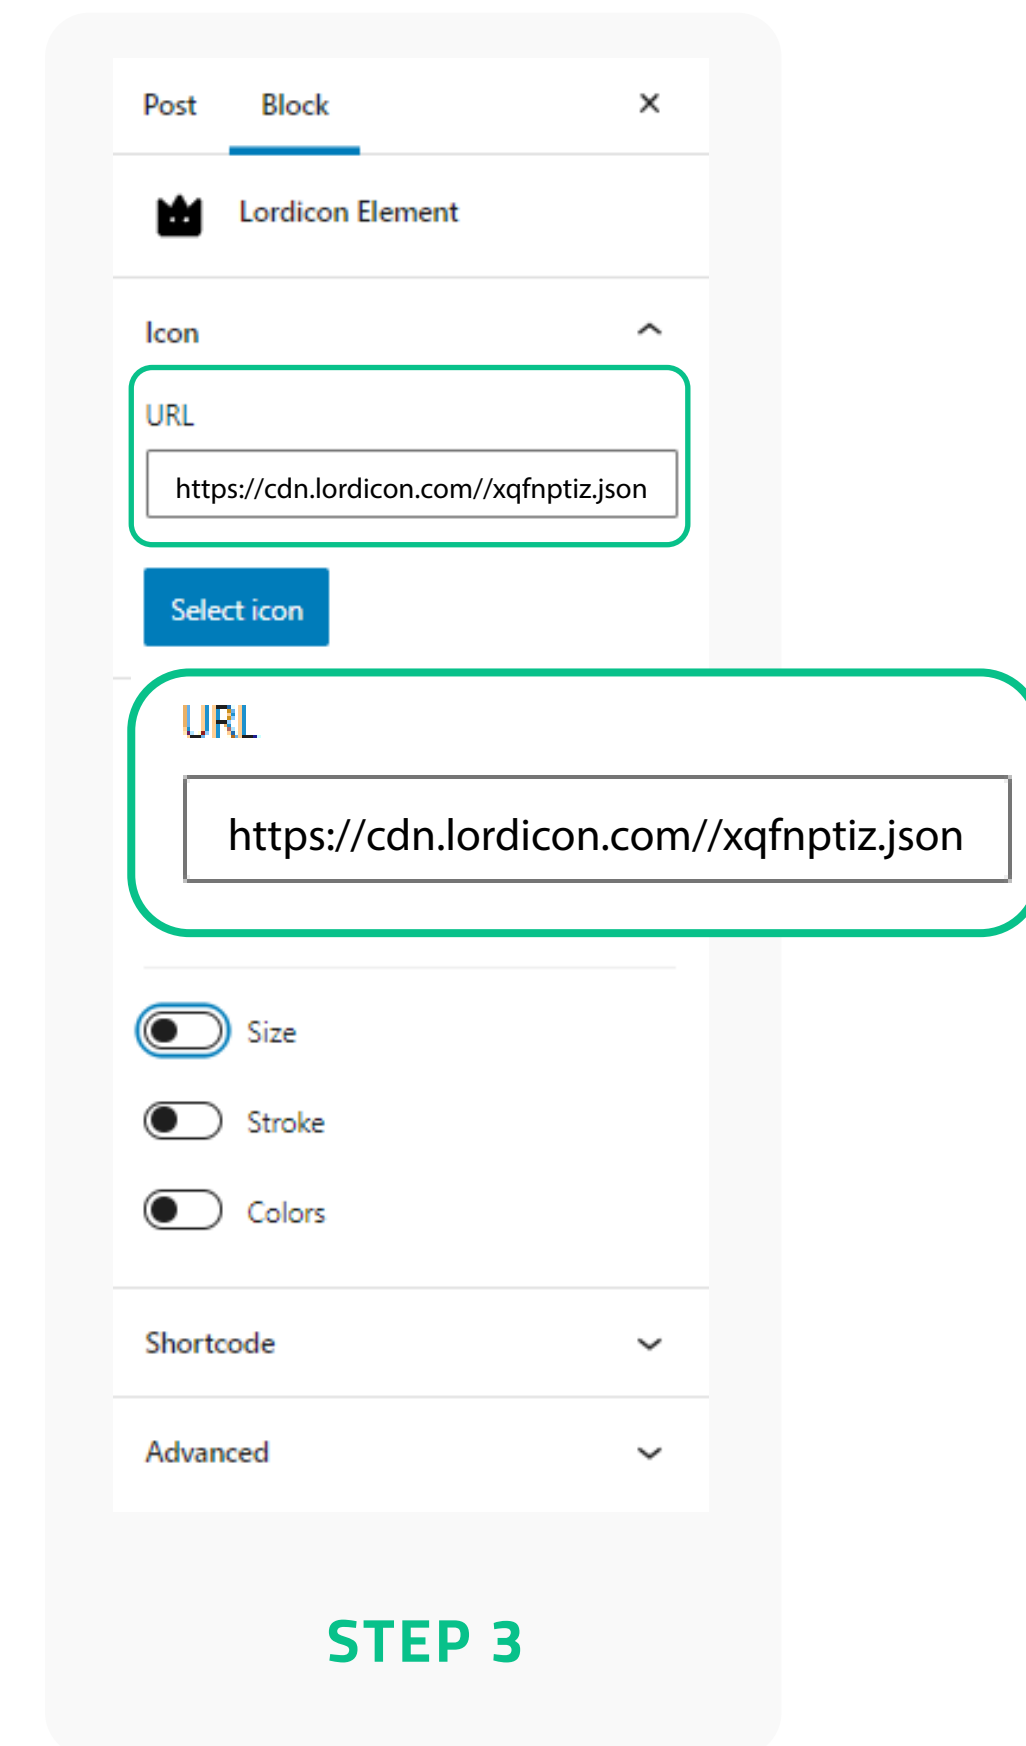 Post Block ×
Lordicon Element
Icon
URL
https://cdn.lordicon.com//xqfnptiz.json
Select icon
URL
https://cdn.lordicon.com//xqfnptiz.json
Size
Stroke
Colors
Shortcode
Advanced
STEP 3